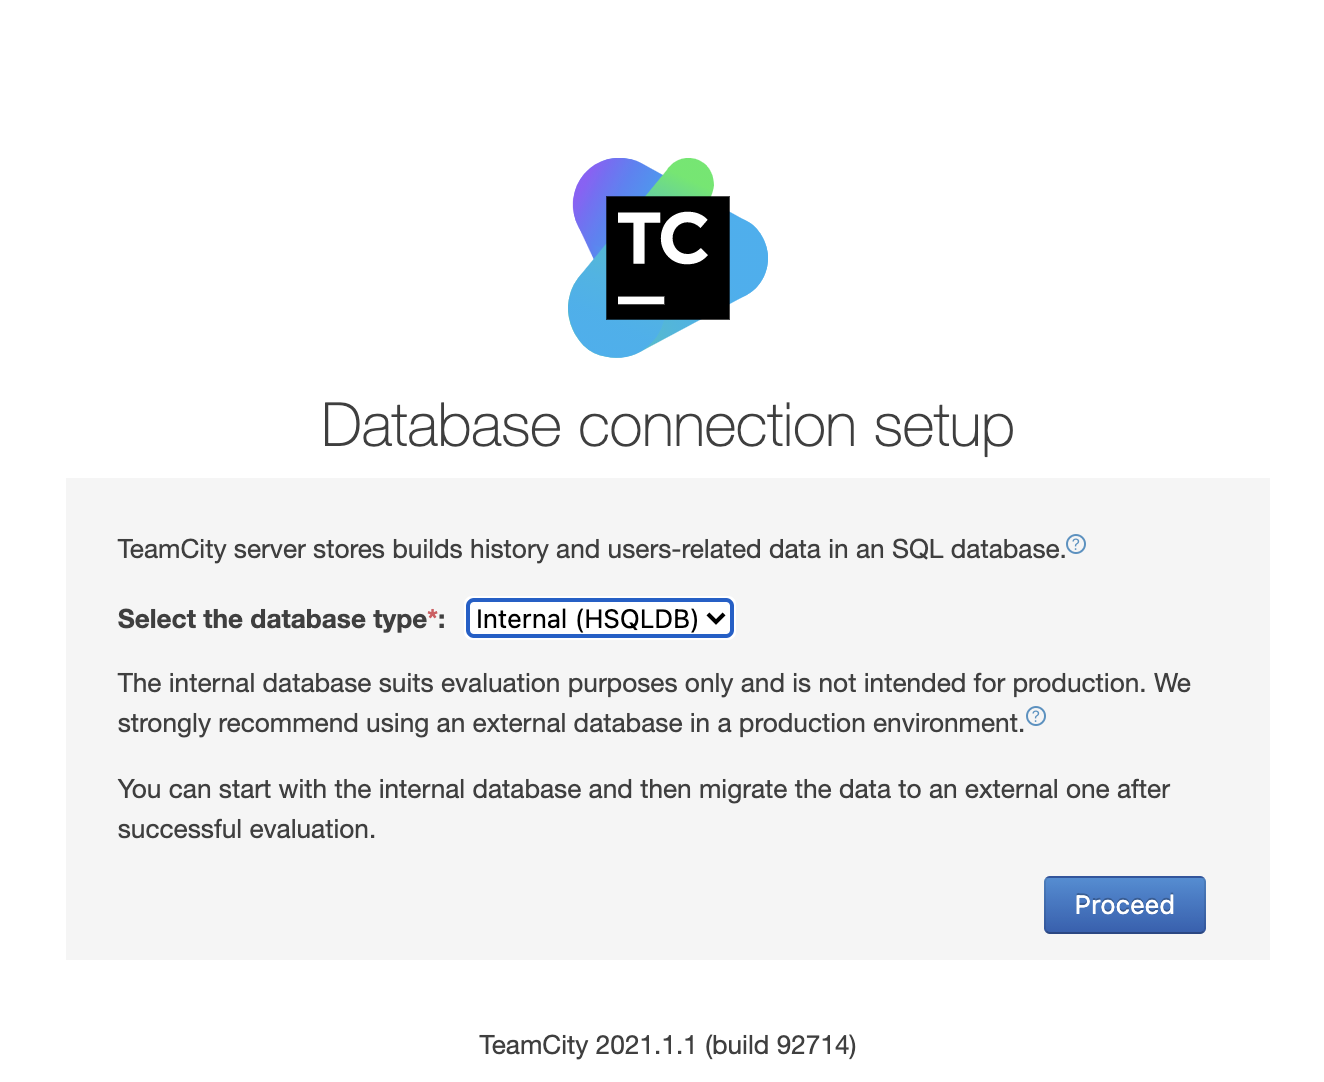 TC
Database connection setup
TeamCity server stores builds history and users-related data in an SQL database.?
Select the database type*: Internal (HSQLDB)
The internal database suits evaluation purposes only and is not intended for production. We
strongly recommend using an external database in a production environment.?
You can start with the internal database and then migrate the data to an external one after
successful evaluation.
Proceed
TeamCity 2021.1.1 (build 92714)